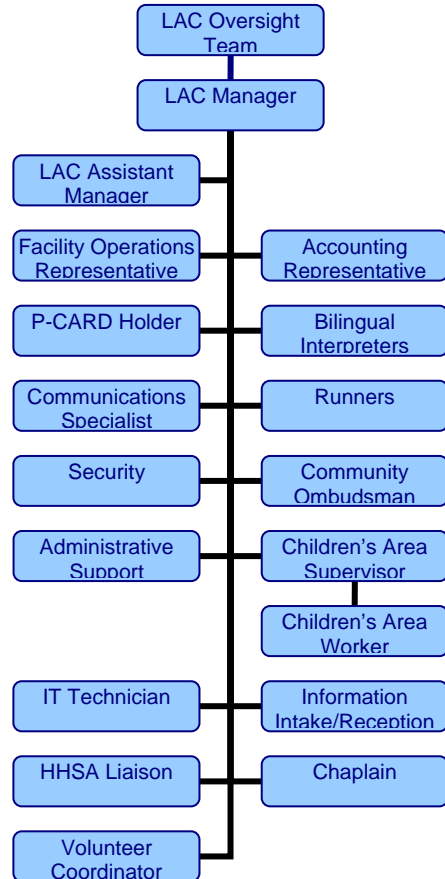 LAC Oversight
Team
LAC Manager
LAC Assistant
Manager
Facility Operations
Representative
Accounting
Representative
P-CARD Holder
Bilingual
Interpreters
Communications
Specialist
Runners
Security
Community
Ombudsman
Administrative
Support
Children’s Area
Supervisor
Children’s Area
Worker
IT Technician
Information
Intake/Reception
HHSA Liaison
Chaplain
Volunteer
Coordinator